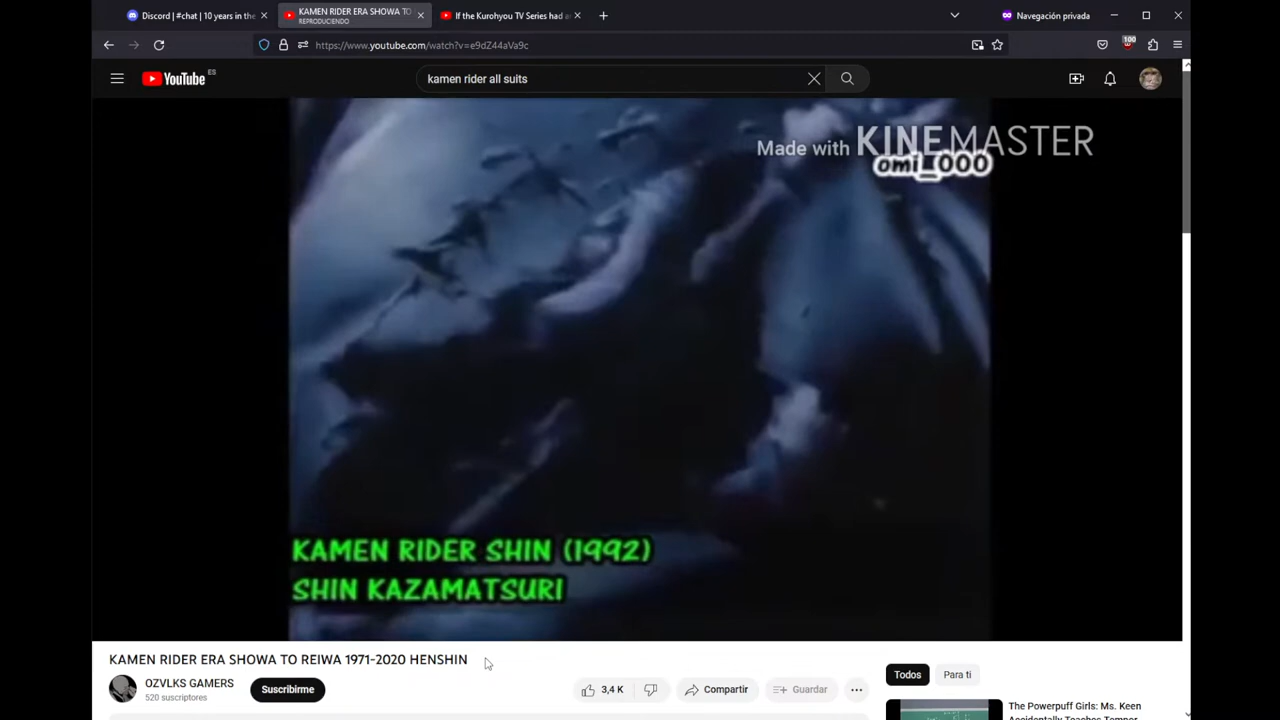 Discord | #chat | 10 years in the
KAMEN RIDER ERA SHOWA TO
REPRODUCIENDO
If the Kurohyou TV Series had a
Navegación privada
https://www.youtube.com/watch?v=e9dZ44aVa9c
100
YouTube ES
kamen rider all suits
Made with KINEMASTER
omi_000
KAMEN RIDER SHIN (1992)
SHIN KAZAMATSURI
KAMEN RIDER ERA SHOWA TO REIWA 1971-2020 HENSHIN
OZVLKS GAMERS
520 suscriptores
Suscribirme
3,4 K
Compartir
Guardar
Todos
Para ti
The Powerpuff Girls: Ms. Keen
Accidentally Teaches Temper